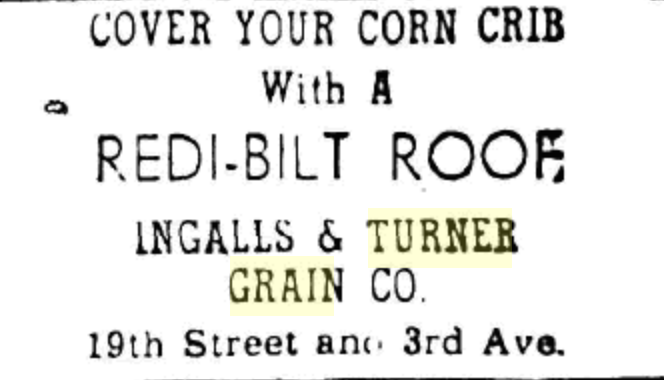 COVER YOUR CORN CRIB
With A
REDI-BILT ROOF
INGALLS & TURNER
GRAIN CO.
19th Street and 3rd Ave.